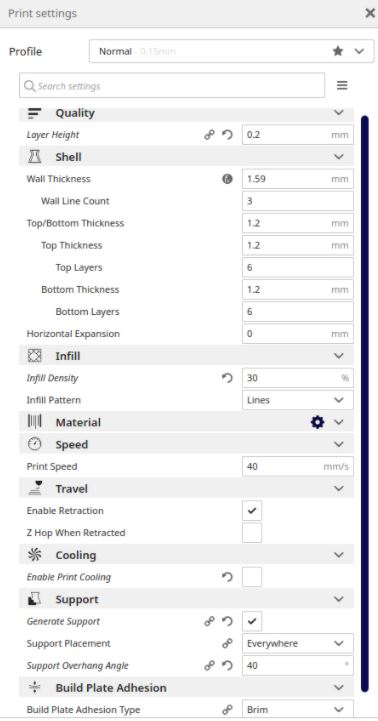 Print settings
Profile Normal - 0.15mm
Search settings
Quality
Layer Height 0.2 mm
Shell
Wall Thickness 1.59 mm
Wall Line Count 3
Top/Bottom Thickness 1.2 mm
Top Thickness 1.2 mm
Top Layers 6
Bottom Thickness 1.2 mm
Bottom Layers 6
Horizontal Expansion 0 mm
Infill
Infill Density 30 %
Infill Pattern Lines
Material
Speed
Print Speed 40 mm/s
Travel
Enable Retraction
Z Hop When Retracted
Cooling
Enable Print Cooling
Support
Generate Support
Support Placement Everywhere
Support Overhang Angle 40 °
Build Plate Adhesion
Build Plate Adhesion Type Brim